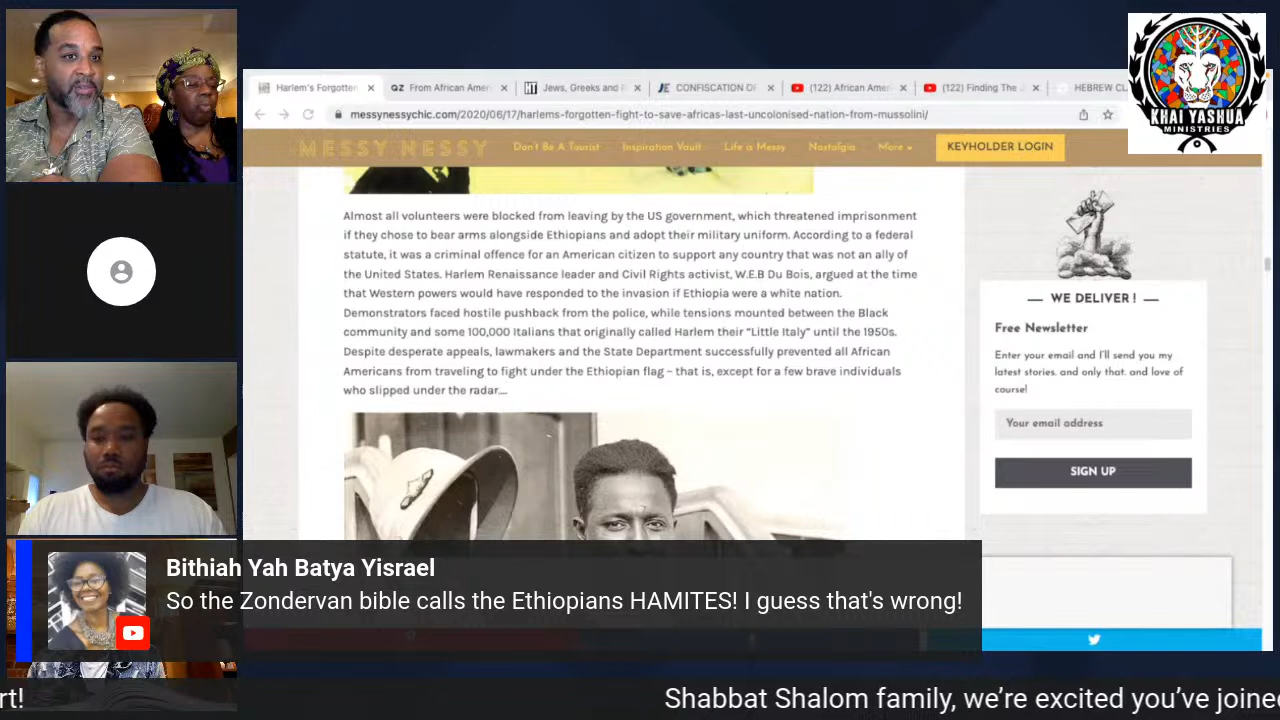 KHAI YASHUA
MINISTRIES
Harlem's Forgotten
QZ From African Amer
HT Jews, Greeks and R
JE CONFISCATION OF
(122) African Amer
(122) Finding The
HEBREW CL
messynessychic.com/2020/06/17/harlems-forgotten-fight-to-save-africas-last-uncolonised-nation-from-mussolini/
MESSY NESSY
Don't Be A Tourist
Inspiration Vault
Life is Messy
Nostalgia
More
KEYHOLDER LOGIN
Almost all volunteers were blocked from leaving by the US government, which threatened imprisonment
if they chose to bear arms alongside Ethiopians and adopt their military uniform. According to a federal
statute, it was a criminal offence for an American citizen to support any country that was not an ally of
the United States. Harlem Renaissance leader and Civil Rights activist, W.E.B Du Bois, argued at the time
that Western powers would have responded to the invasion if Ethiopia were a white nation.
Demonstrators faced hostile pushback from the police, while tensions mounted between the Black
community and some 100,000 Italians that originally called Harlem their “Little Italy” until the 1950s.
Despite desperate appeals, lawmakers and the State Department successfully prevented all African
Americans from traveling to fight under the Ethiopian flag – that is, except for a few brave individuals
who slipped under the radar....
WE DELIVER !
Free Newsletter
Enter your email and I'll send you my
latest stories. and only that. and love of
course!
Your email address
SIGN UP
Bithiah Yah Batya Yisrael
So the Zondervan bible calls the Ethiopians HAMITES! I guess that's wrong!
rt!
Shabbat Shalom family, we’re excited you’ve joined